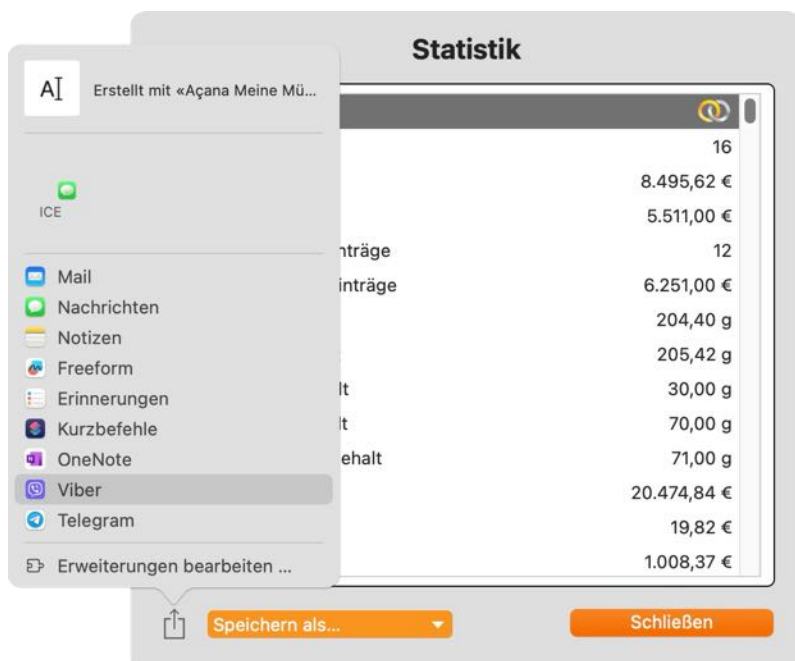 Statistik
A
Erstellt mit «Açana Meine Mü...
16
8.495,62 €
ICE
5.511,00 €
nträge 12
Mail
inträge 6.251,00 €
Nachrichten
204,40 g
Notizen
205,42 g
Freeform
lt 30,00 g
Erinnerungen
lt 70,00 g
Kurzbefehle
ehalt 71,00 g
OneNote
20.474,84 €
Viber
19,82 €
Telegram
1.008,37 €
Erweiterungen bearbeiten ...
Speichern als...
Schließen